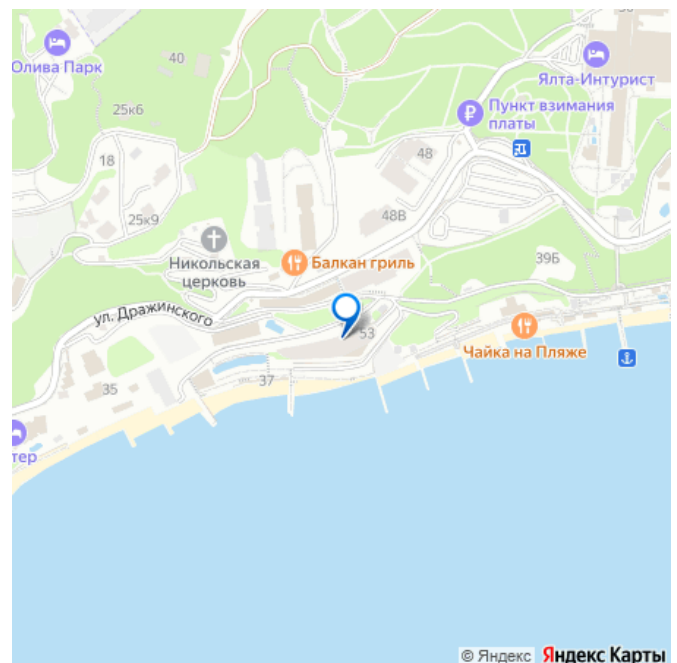 Олива Парк
40
Ялта-Интурист
25к6
Пункт взимания
платы
18
48
25к9
48В
Никольская
церковь
Балкан гриль
39Б
ул. Дражинского
53
Чайка на Пляже
35
37
тер
© Яндекс Яндекс Карты